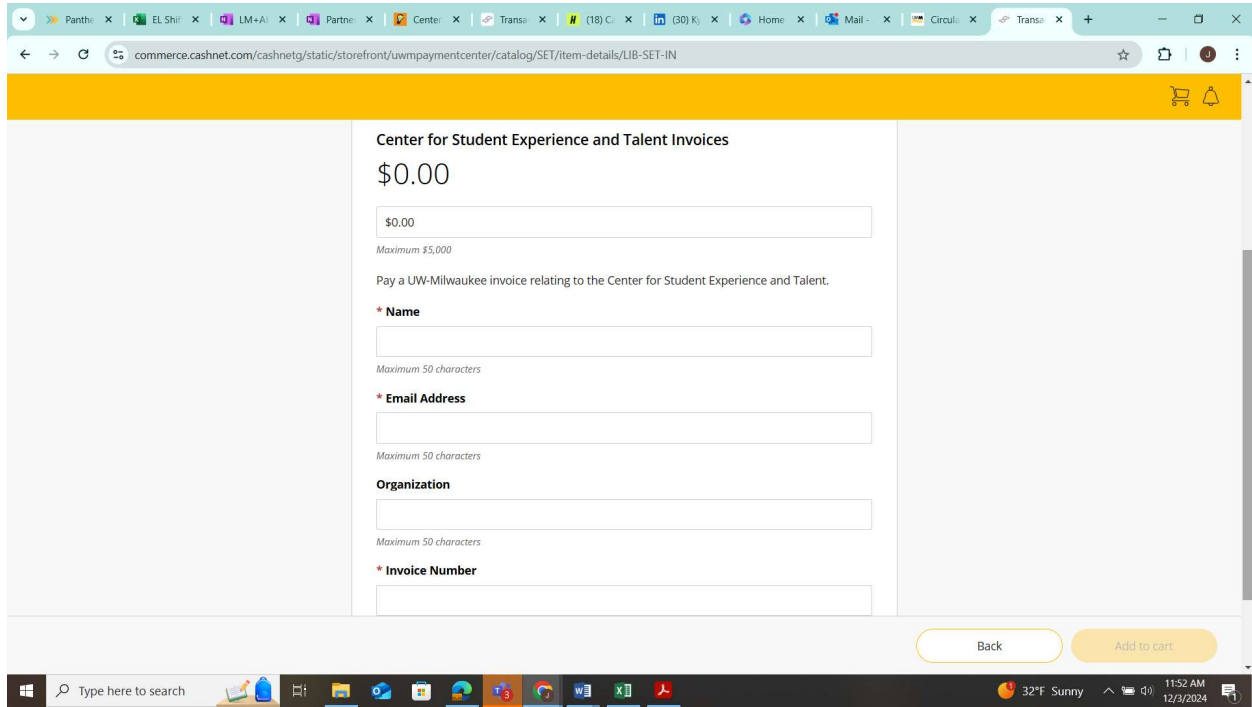 Panthe
EL Shif
LM+A
Partne
Center
Transa
(18) Ca
(30) Ky
Home
Mail -
Circula
Transa
commerce.cashnet.com/cashnetg/static/storefront/uwmpaymentcenter/catalog/SET/item-details/LIB-SET-IN
J
Center for Student Experience and Talent Invoices
$0.00
$0.00
Maximum $5,000
Pay a UW-Milwaukee invoice relating to the Center for Student Experience and Talent.
* Name
Maximum 50 characters
* Email Address
Maximum 50 characters
Organization
Maximum 50 characters
* Invoice Number
Back
Add to cart
Type here to search
32°F Sunny
11:52 AM
12/3/2024